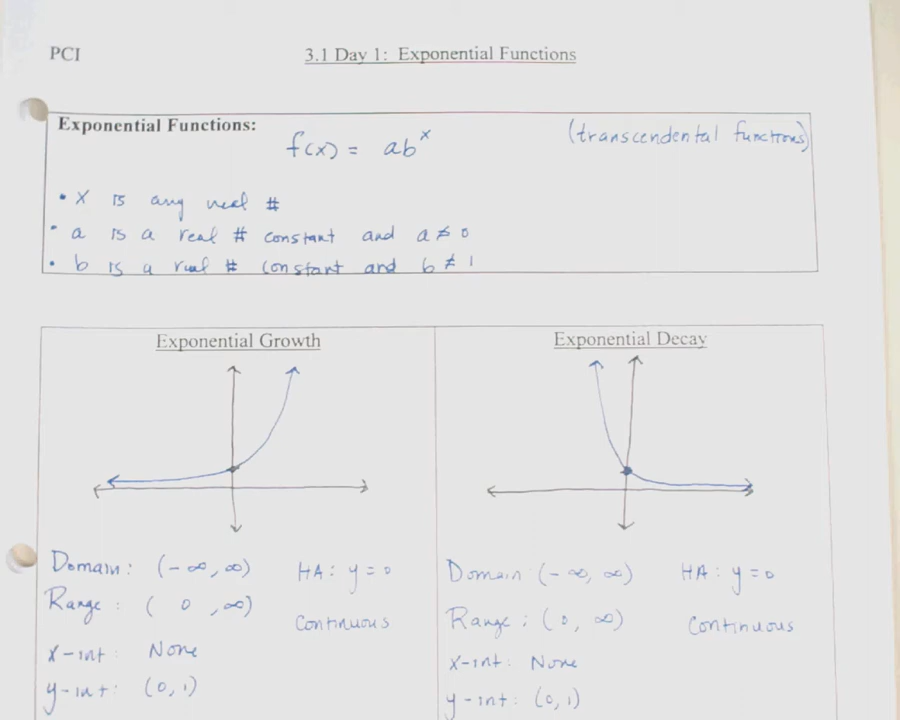 PCI 3.1 Day 1: Exponential Functions
Exponential Functions:
f(x) = ab^x (transcendental functions)
• x is any real #
• a is a real # constant and a ≠ 0
• b is a real # constant and b ≠ 1
Exponential Growth
Domain: (-∞, ∞) HA: y = 0
Range: ( 0 , ∞) Continuous
x-int: None
y-int: (0, 1)
Exponential Decay
Domain (-∞, ∞) HA: y = 0
Range: (0, ∞) Continuous
x-int: None
y-int: (0, 1)